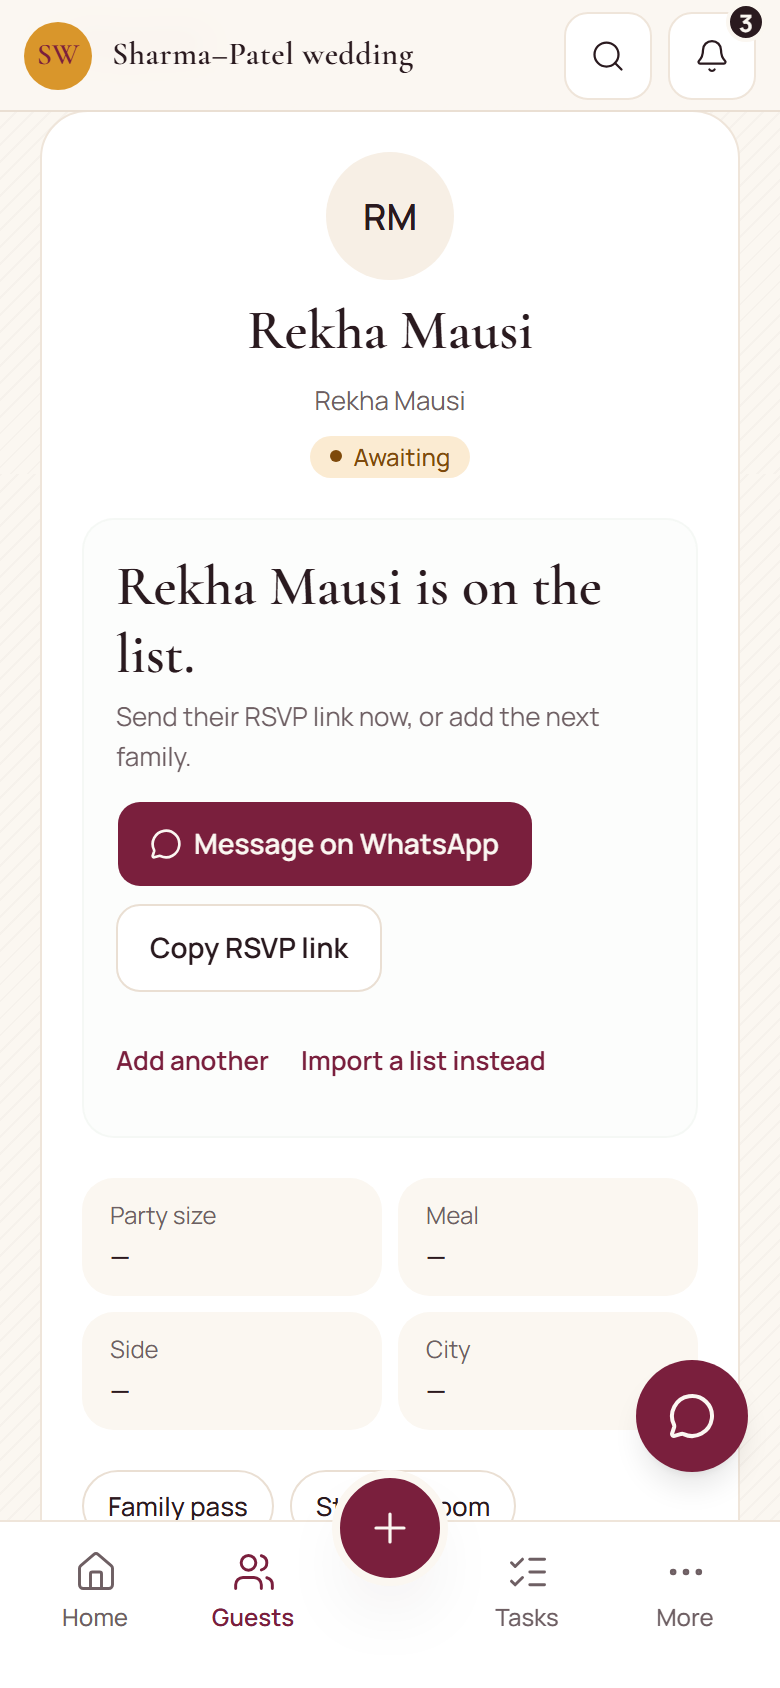 SW
Sharma–Patel wedding
3
RM
Rekha Mausi
Rekha Mausi
Awaiting
Rekha Mausi is on the
list.
Send their RSVP link now, or add the next
family.
Message on WhatsApp
Copy RSVP link
Add another
Import a list instead
Party size
Meal
–
–
Side
City
–
–
Family pass
Home
Guests
Tasks
More